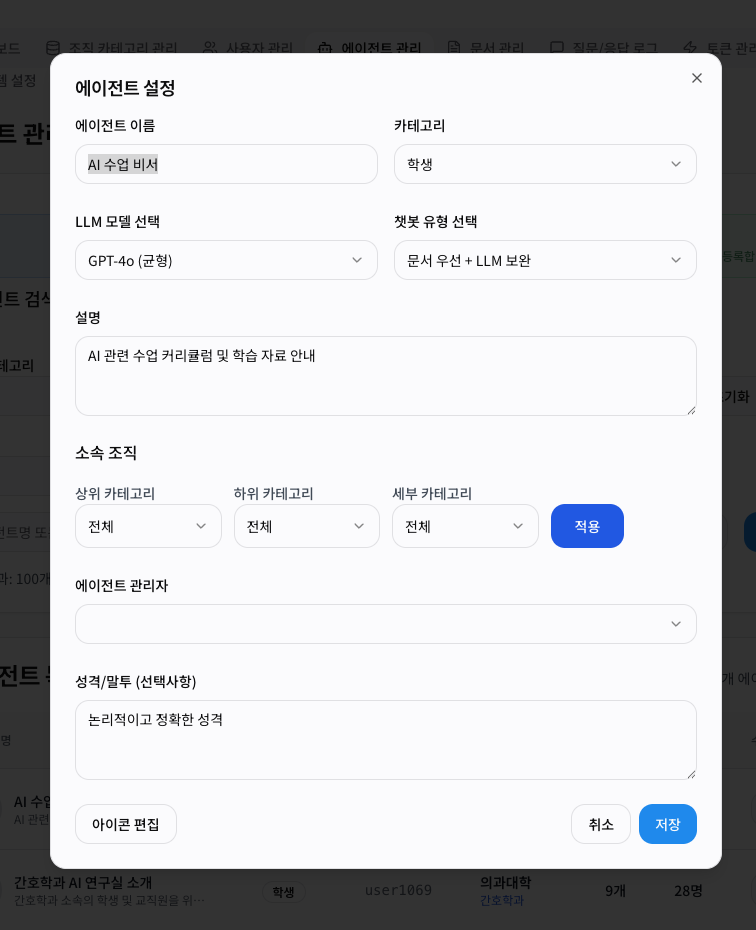 보드 조직 카테고리 관리 사용자 관리 에이전트 관리 문서 관리 질문/응답 로그 토큰 관리
템 설정
트 관리
에이전트 설정
에이전트 이름 카테고리
AI 수업 비서 학생
LLM 모델 선택 챗봇 유형 선택
GPT-4o (균형) 문서 우선 + LLM 보완
등록합
트 검색
설명
테고리
AI 관련 수업 커리큘럼 및 학습 자료 안내
기화
소속 조직
상위 카테고리 하위 카테고리 세부 카테고리
전체 전체 전체 적용
전트명 또는
과: 100개
에이전트 관리자
성격/말투 (선택사항)
전트 목
개 에이
논리적이고 정확한 성격
명
AI 수업
AI 관련
아이콘 편집 취소 저장
간호학과 AI 연구실 소개 학생 user1069 의과대학 9개 28명
간호학과 소속의 학생 및 교직원을 위… 간호학과